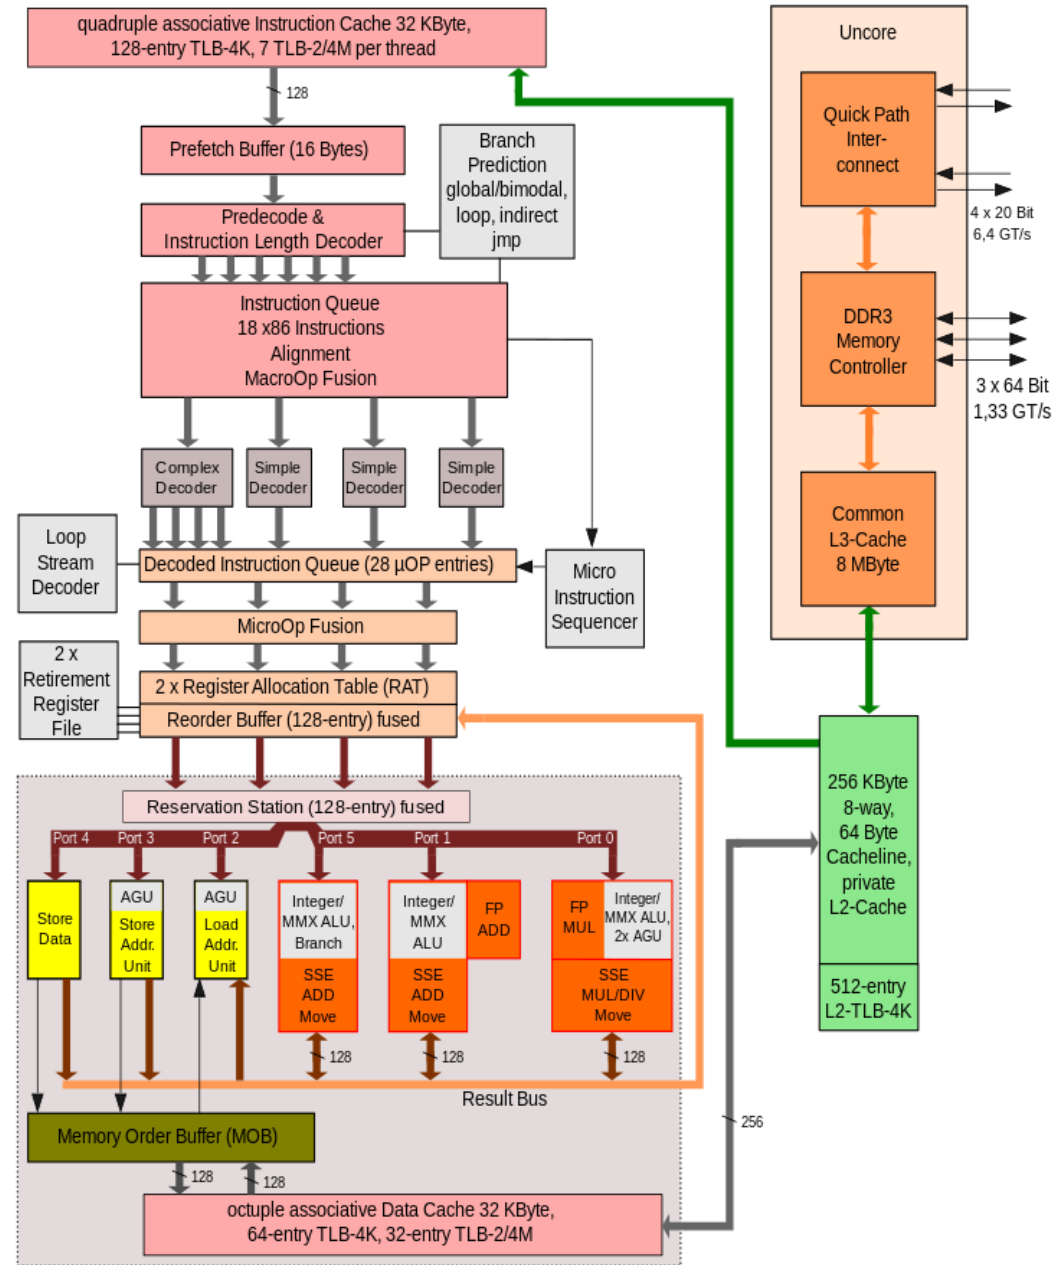 quadruple associative Instruction Cache 32 KByte,
128-entry TLB-4K, 7 TLB-2/4M per thread
128
Prefetch Buffer (16 Bytes)
Predecode &
Instruction Length Decoder
Branch
Prediction
global/bimodal,
loop, indirect
jmp
Instruction Queue
18 x86 Instructions
Alignment
MacroOp Fusion
Complex
Decoder
Simple
Decoder
Simple
Decoder
Simple
Decoder
Loop
Stream
Decoder
Decoded Instruction Queue (28 µOP entries)
Micro
Instruction
Sequencer
MicroOp Fusion
2 x
Retirement
Register
File
2 x Register Allocation Table (RAT)
Reorder Buffer (128-entry) fused
Reservation Station (128-entry) fused
Port 4
Port 3
Port 2
Port 5
Port 1
Port 0
Store
Data
AGU
Store
Addr.
Unit
AGU
Load
Addr.
Unit
Integer/
MMX ALU,
Branch
SSE
ADD
Move
Integer/
MMX
ALU
FP
ADD
SSE
ADD
Move
FP
MUL
Integer/
MMX ALU,
2x AGU
SSE
MUL/DIV
Move
128
128
128
Result Bus
Memory Order Buffer (MOB)
128
128
octuple associative Data Cache 32 KByte,
64-entry TLB-4K, 32-entry TLB-2/4M
Uncore
Quick Path
Inter-
connect
4 x 20 Bit
6,4 GT/s
DDR3
Memory
Controller
3 x 64 Bit
1,33 GT/s
Common
L3-Cache
8 MByte
256 KByte
8-way,
64 Byte
Cacheline,
private
L2-Cache
512-entry
L2-TLB-4K
256